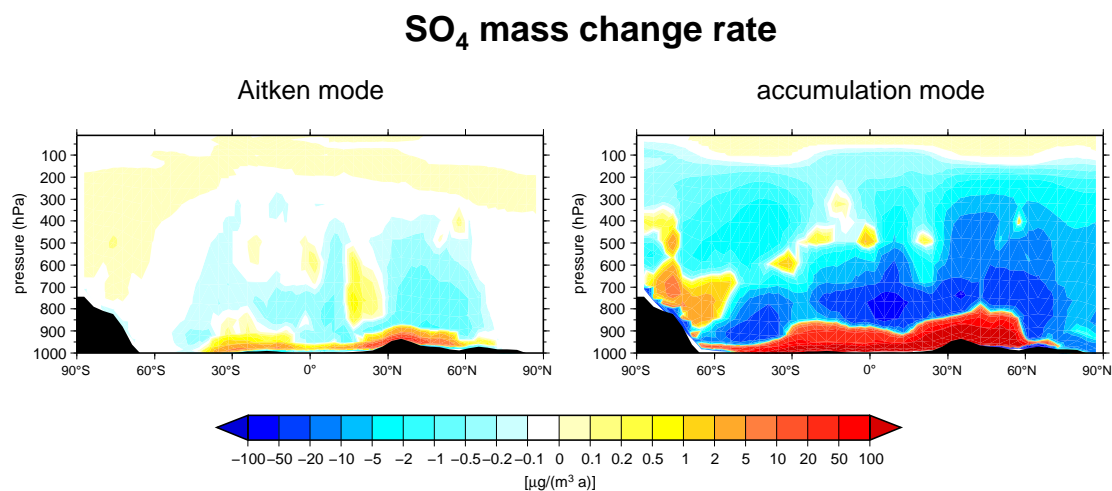 SO₄ mass change rate
Aitken mode
accumulation mode
pressure (hPa)
100
200
300
400
500
600
700
800
900
1000
90°S 60°S 30°S 0° 30°N 60°N 90°N
pressure (hPa)
100
200
300
400
500
600
700
800
900
1000
90°S 60°S 30°S 0° 30°N 60°N 90°N
−100 −50 −20 −10 −5 −2 −1 −0.5 −0.2 −0.1 0 0.1 0.2 0.5 1 2 5 10 20 50 100
[µg/(m³ a)]